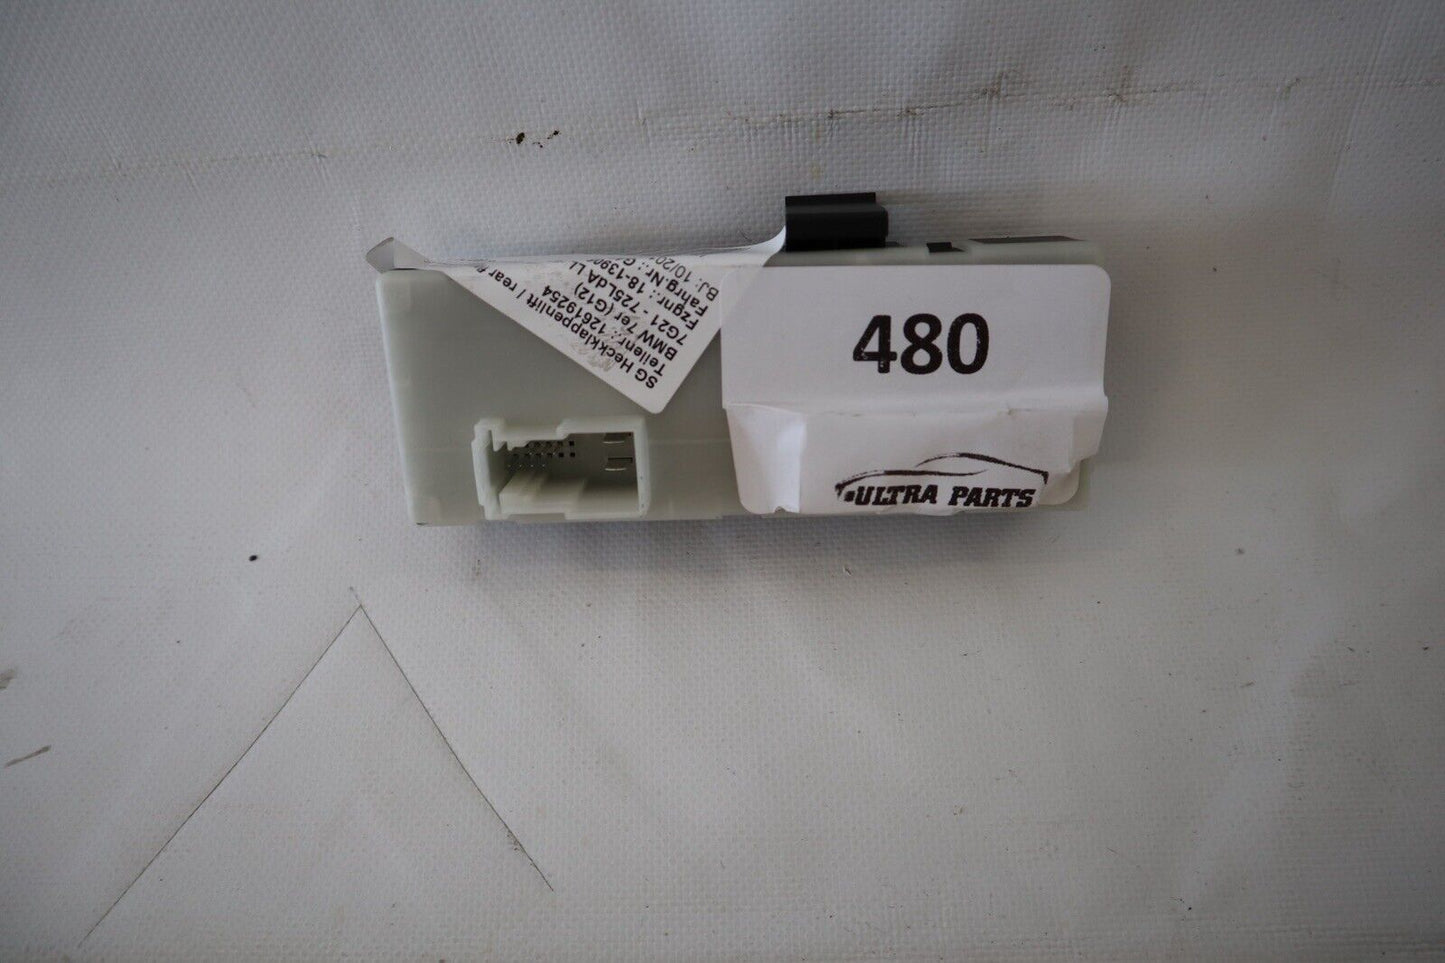 SG Heckklappenlift / rear
Teilenr.: 12619254
BMW 7er (G12)
7G21 - 725LdA
Fzgnr.: 18-1390
Fahrg.Nr.:
BJ: 10/20
480
ULTRA PARTS